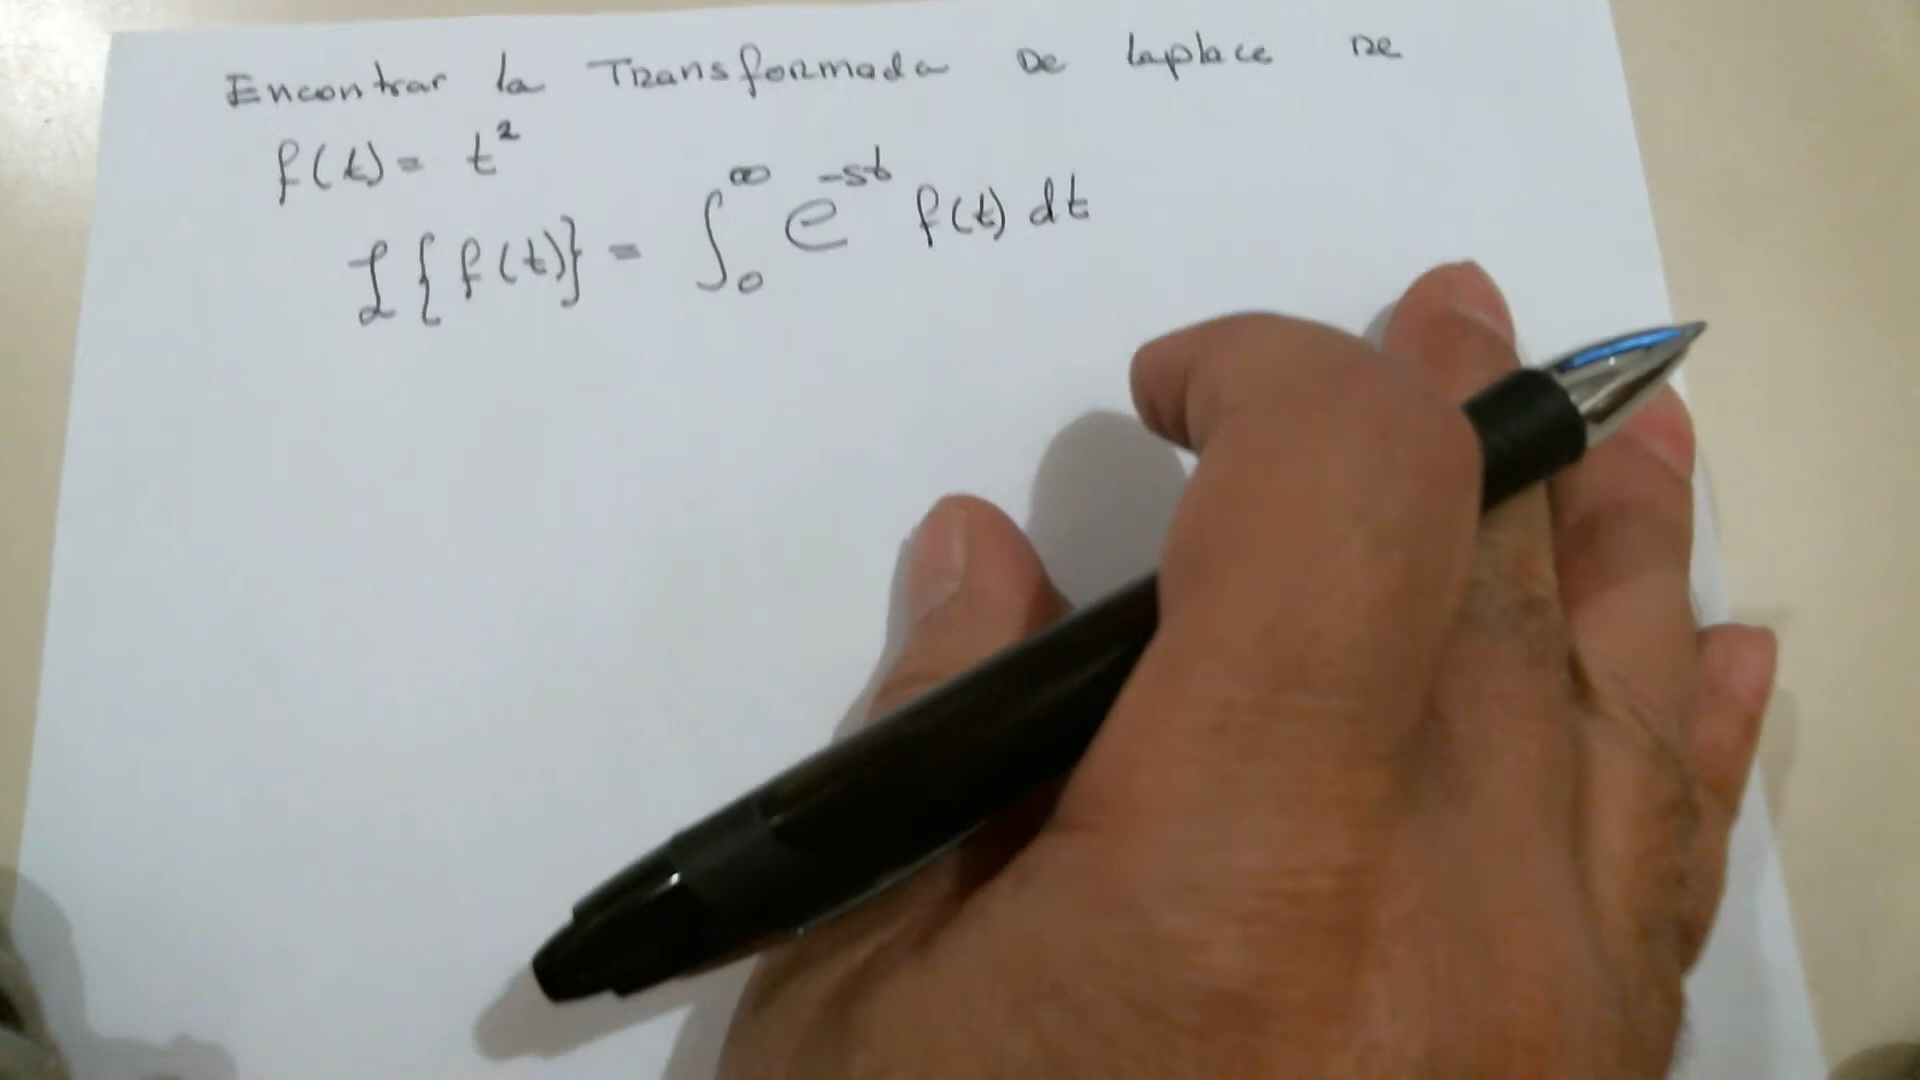 Encontrar la Transformada De laplace De
f(t) = t²
ℒ{f(t)} = ∫₀^∞ e^-st f(t) dt